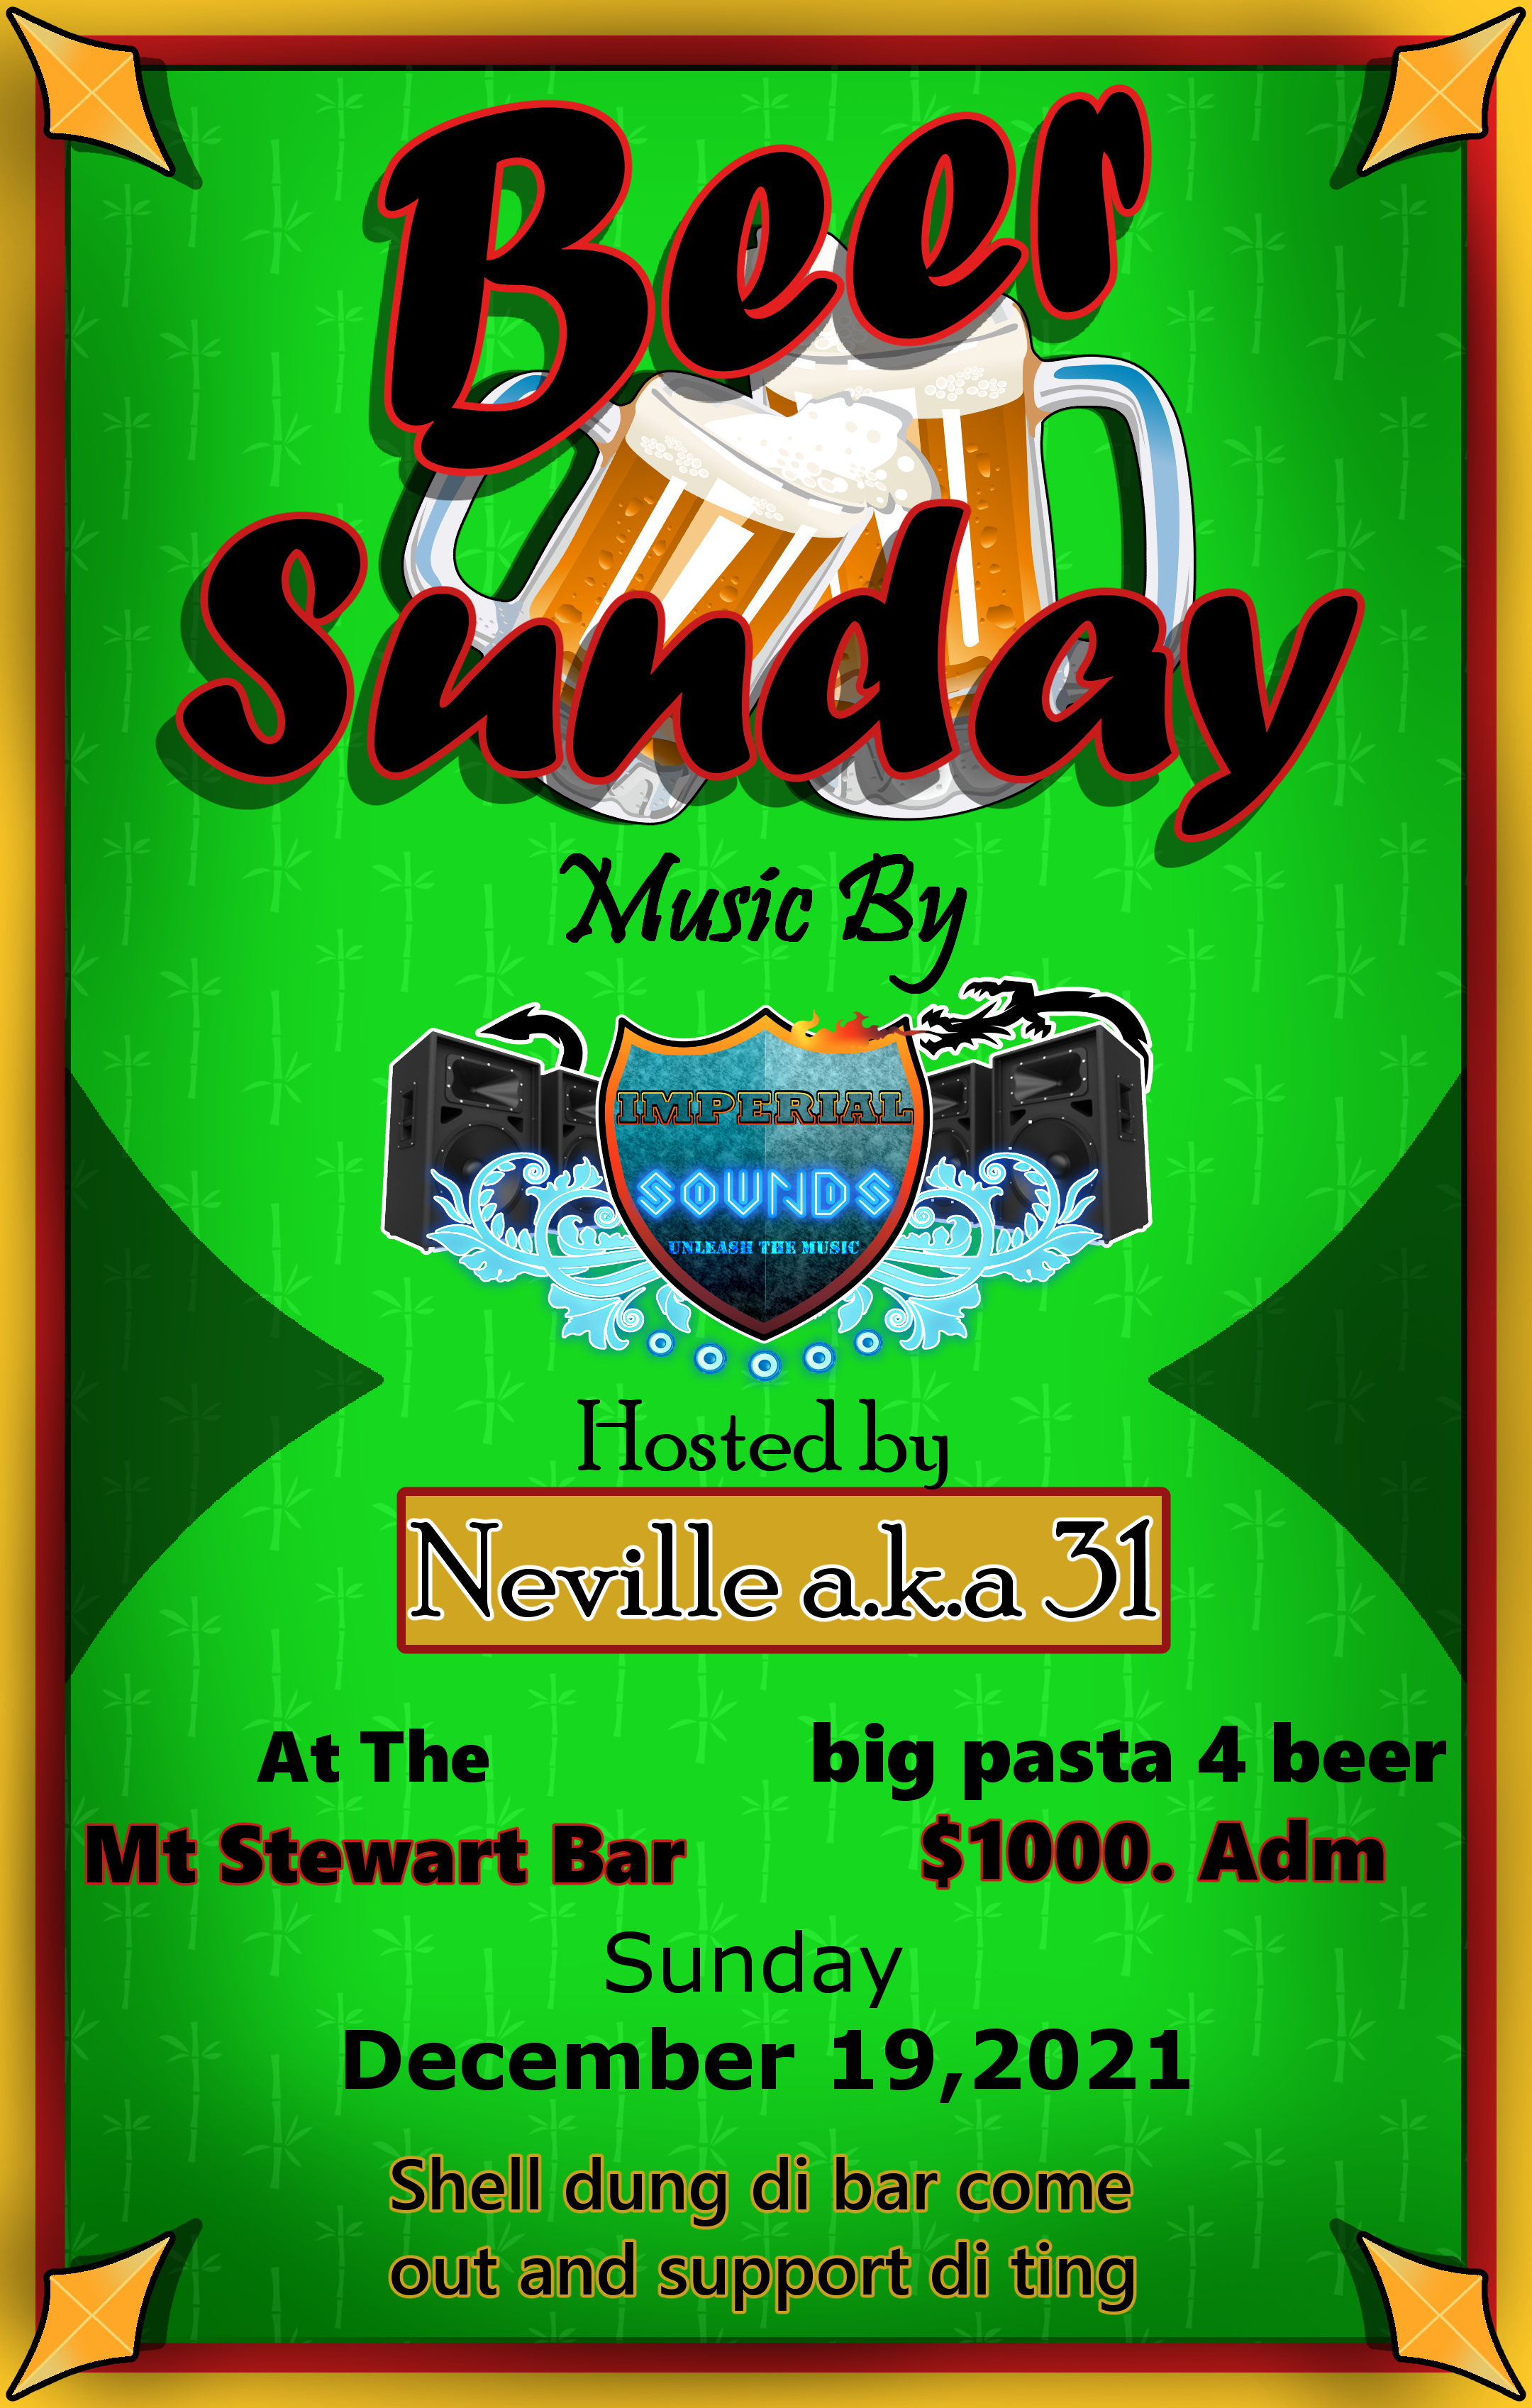 Beer
Sunday
Music By
IMPERIAL
SOUNDS
UNLEASH THE MUSIC
Hosted by
Neville a.k.a 31
At The
Mt Stewart Bar
big pasta 4 beer
$1000. Adm
Sunday
December 19,2021
Shell dung di bar come
out and support di ting